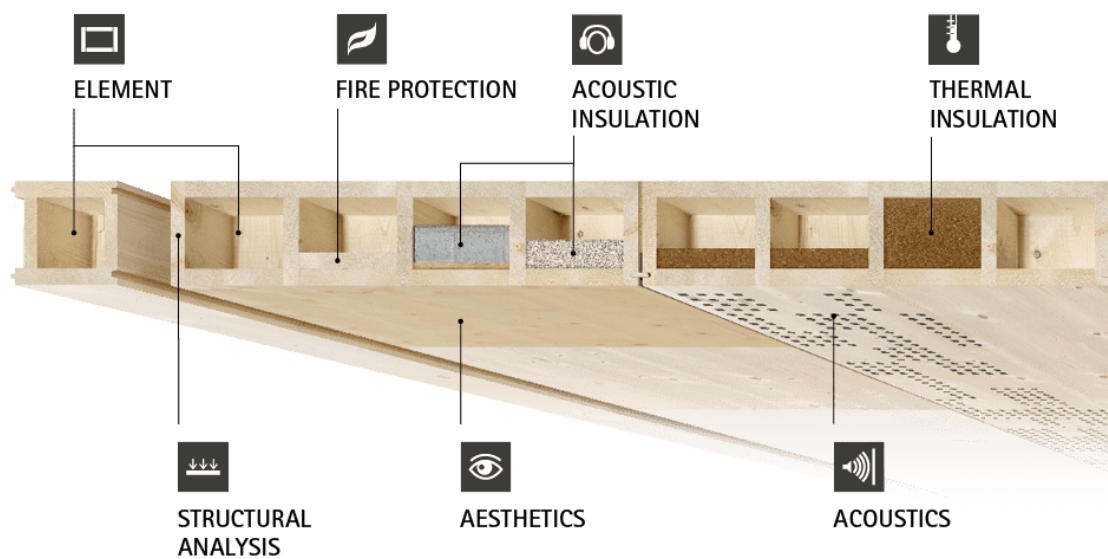 ELEMENT
FIRE PROTECTION
ACOUSTIC
INSULATION
THERMAL
INSULATION
STRUCTURAL
ANALYSIS
AESTHETICS
ACOUSTICS